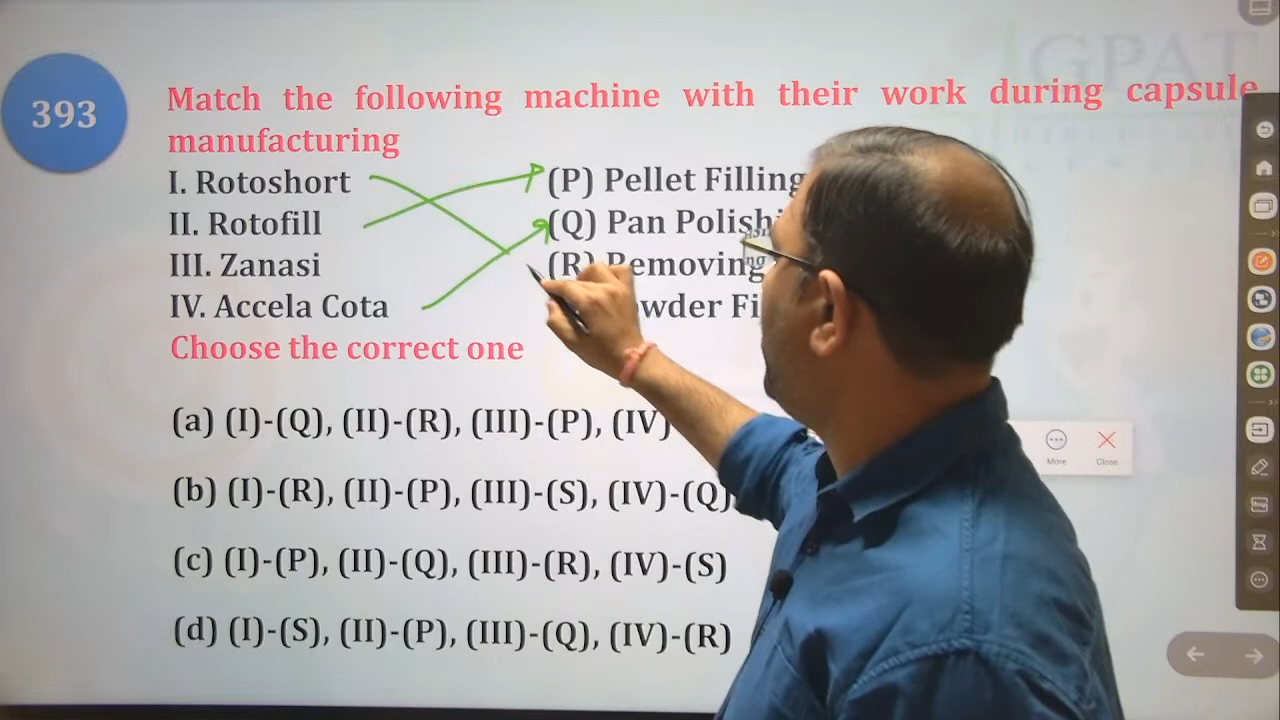 GPAT
393
Match the following machine with their work during capsule
manufacturing
I. Rotoshort (P) Pellet Filling
II. Rotofill (Q) Pan
III. Zanasi (R) Removing
IV. Accela Cota
Choose the correct one
(a) (I)-(Q), (II)-(R), (III)-(P), (IV)
(b) (I)-(R), (II)-(P), (III)-(S), (IV)-(Q)
(c) (I)-(P), (II)-(Q), (III)-(R), (IV)-(S)
(d) (I)-(S), (II)-(P), (III)-(Q), (IV)-(R)
More Close